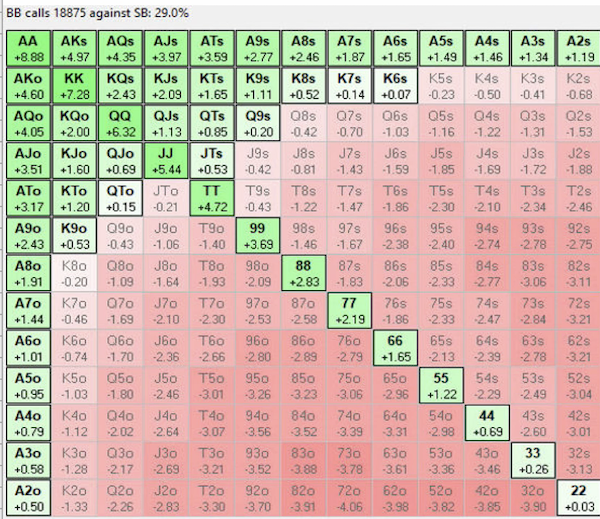 BB calls 18875 against SB: 29.0%
AA AKs AQs AJs ATs A9s A8s A7s A6s A5s A4s A3s A2s
+8.88 +4.97 +4.35 +3.97 +3.59 +2.77 +2.46 +1.87 +1.65 +1.49 +1.46 +1.34 +1.19
AKo KK KQs KJs KTs K9s K8s K7s K6s K5s K4s K3s K2s
+4.60 +7.28 +2.43 +2.09 +1.65 +1.11 +0.52 +0.14 +0.07 -0.23 -0.50 -0.41 -0.68
AQo KQo QQ QJs QTs Q9s Q8s Q7s Q6s Q5s Q4s Q3s Q2s
+4.05 +2.00 +6.32 +1.13 +0.85 +0.20 -0.42 -0.70 -1.03 -1.16 -1.22 -1.31 -1.53
AJo KJo QJo JJ JTs J9s J8s J7s J6s J5s J4s J3s J2s
+3.51 +1.60 +0.69 +5.44 +0.53 -0.42 -0.81 -1.43 -1.59 -1.85 -1.69 -1.72 -1.88
ATo KTo QTo JTo TT T9s T8s T7s T6s T5s T4s T3s T2s
+3.17 +1.20 +0.15 -0.21 +4.72 -0.43 -1.22 -1.47 -1.86 -2.30 -2.10 -2.34 -2.46
A9o K9o Q9o J9o T9o 99 98s 97s 96s 95s 94s 93s 92s
+2.43 +0.53 -0.43 -1.06 -1.40 +3.69 -1.46 -1.67 -2.38 -2.40 -2.74 -2.78 -2.75
A8o K8o Q8o J8o T8o 98o 88 87s 86s 85s 84s 83s 82s
+1.91 -0.20 -1.09 -1.64 -1.93 -2.09 +2.83 -1.83 -2.06 -2.33 -2.77 -3.06 -3.11
A7o K7o Q7o J7o T7o 97o 87o 77 76s 75s 74s 73s 72s
+1.44 -0.46 -1.69 -2.10 -2.30 -2.53 -2.58 +2.19 -1.86 -2.33 -2.47 -2.84 -3.21
A6o K6o Q6o J6o T6o 96o 86o 76o 66 65s 64s 63s 62s
+1.01 -0.74 -1.70 -2.36 -2.66 -2.80 -2.89 -2.79 +1.65 -2.13 -2.39 -2.78 -3.21
A5o K5o Q5o J5o T5o 95o 85o 75o 65o 55 54s 53s 52s
+0.95 -1.03 -1.80 -2.46 -3.01 -3.26 -3.23 -3.06 -2.96 +1.22 -2.29 -2.49 -3.04
A4o K4o Q4o J4o T4o 94o 84o 74o 64o 54o 44 43s 42s
+0.79 -1.12 -2.02 -2.64 -3.07 -3.56 -3.52 -3.39 -3.31 -2.98 +0.69 -2.60 -3.01
A3o K3o Q3o J3o T3o 93o 83o 73o 63o 53o 43o 33 32s
+0.58 -1.28 -2.17 -2.69 -3.21 -3.52 -3.88 -3.78 -3.61 -3.36 -3.46 +0.26 -3.13
A2o K2o Q2o J2o T2o 92o 82o 72o 62o 52o 42o 32o 22
+0.50 -1.33 -2.26 -2.83 -3.30 -3.70 -3.91 -4.06 -3.98 -3.82 -3.85 -3.90 +0.03